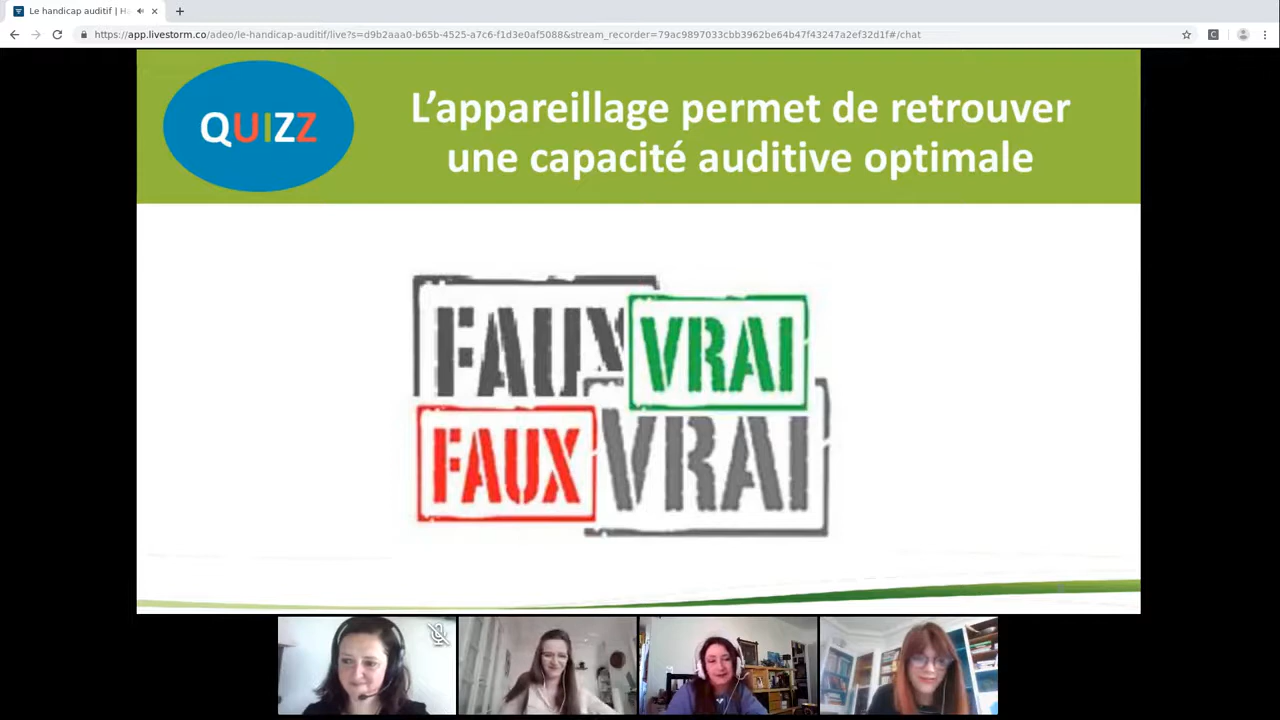 Le handicap auditif | Ha
https://app.livestorm.co/adeo/le-handicap-auditif/live?s=d9b2aaa0-b65b-4525-a7c6-f1d3e0af5088&stream_recorder=79ac9897033cbb3962be64b47f43247a2ef32d1f#/chat
QUIZZ
L’appareillage permet de retrouver
une capacité auditive optimale
FAUX
VRAI
FAUX
VRAI